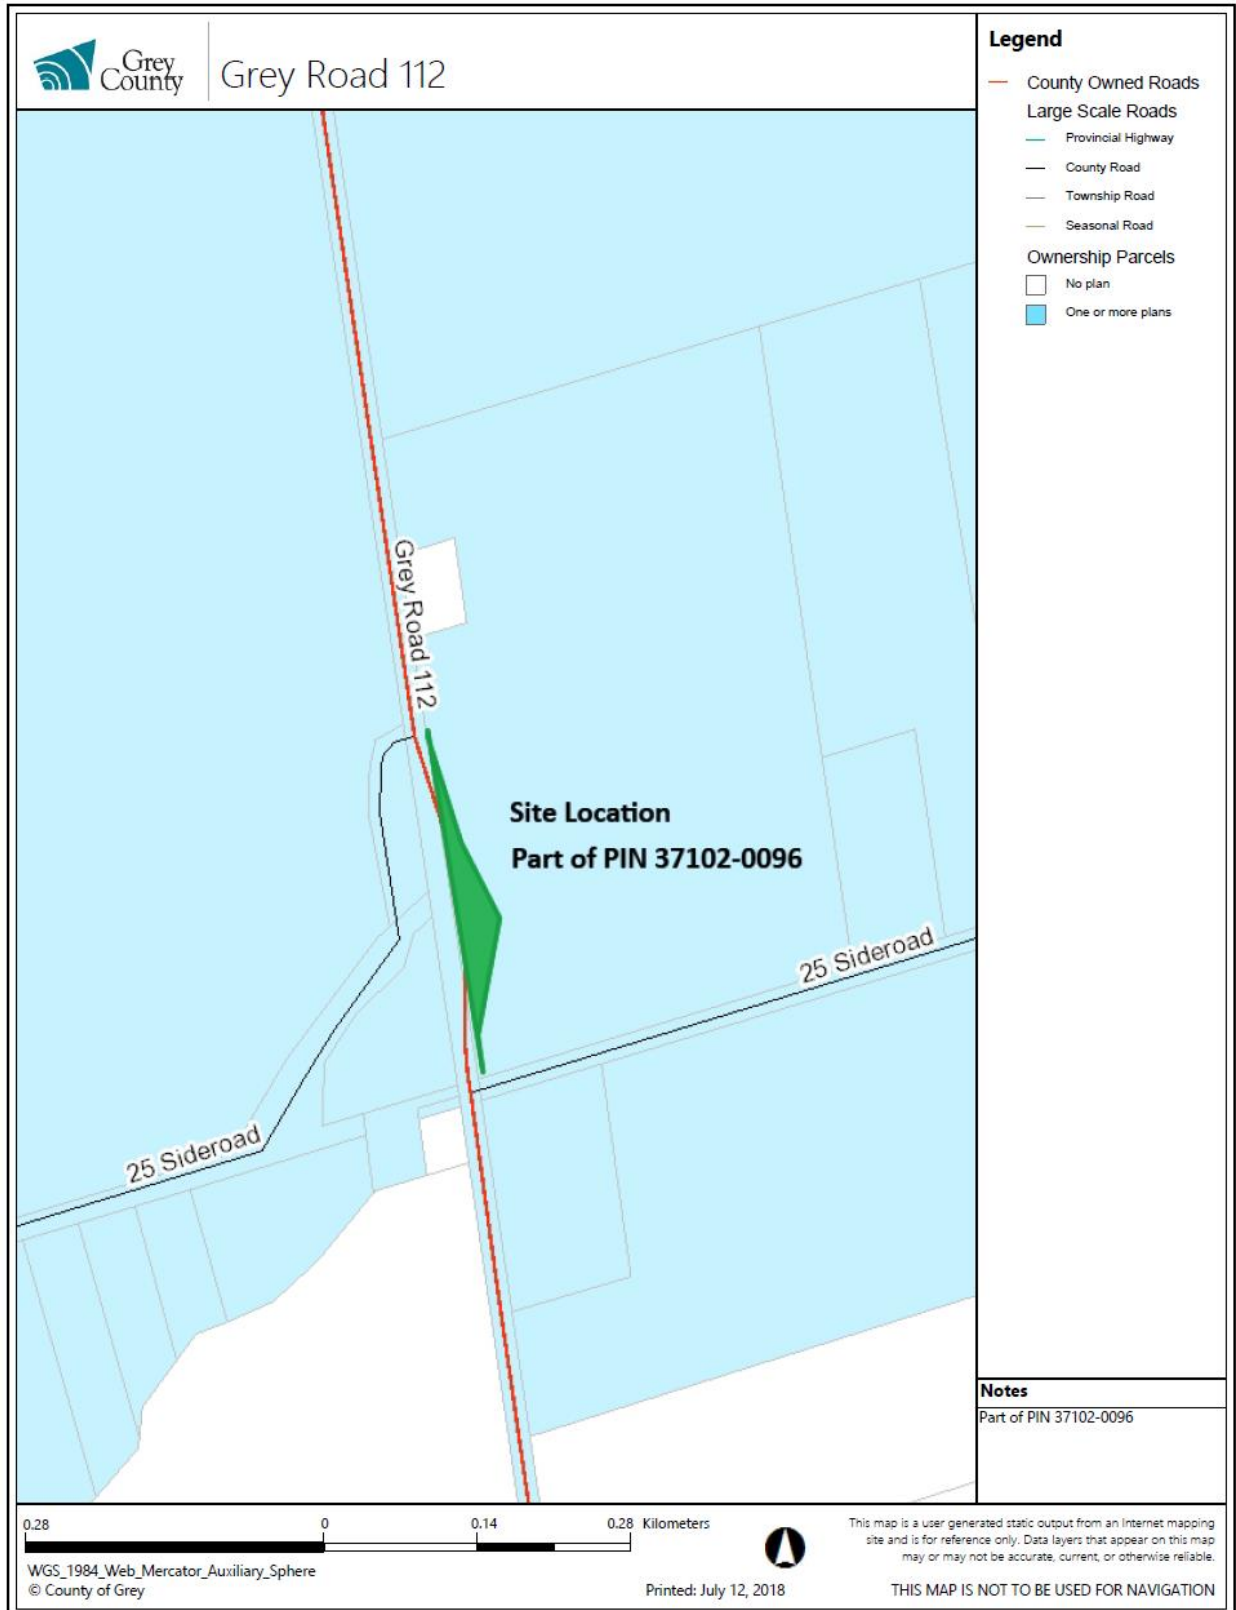 Grey
County
Grey Road 112
Legend
County Owned Roads
Large Scale Roads
Provincial Highway
County Road
Township Road
Seasonal Road
Ownership Parcels
No plan
One or more plans
Grey Road 112
Site Location
Part of PIN 37102-0096
25 Sideroad
25 Sideroad
Notes
Part of PIN 37102-0096
0.28 0 0.14 0.28 Kilometers
WGS_1984_Web_Mercator_Auxiliary_Sphere
© County of Grey
Printed: July 12, 2018
This map is a user generated static output from an Internet mapping
site and is for reference only. Data layers that appear on this map
may or may not be accurate, current, or otherwise reliable.
THIS MAP IS NOT TO BE USED FOR NAVIGATION